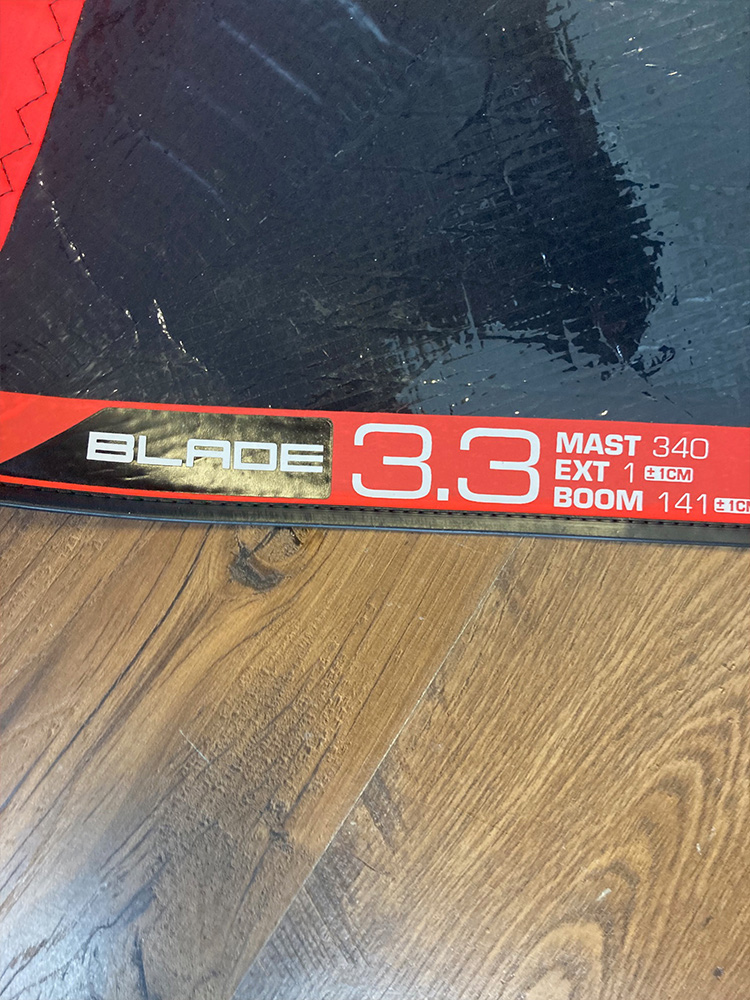 BLADE
3.3
MAST 340
EXT 1 ±1CM
BOOM 141 ±1CM